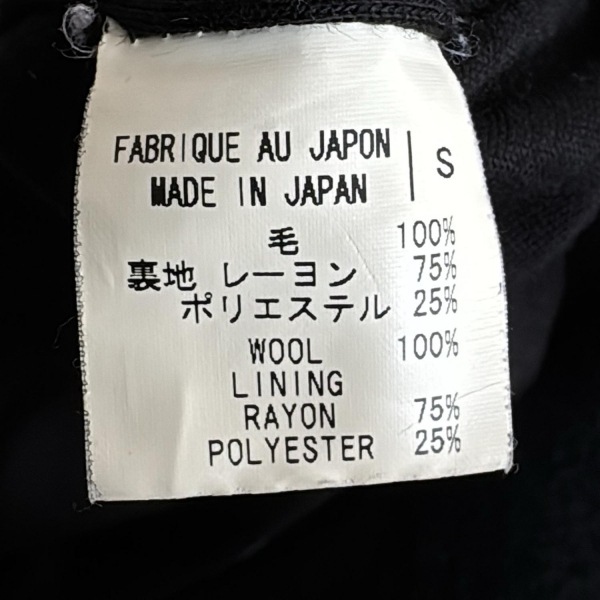 FABRIQUE AU JAPON | S
MADE IN JAPAN
毛 100%
裏地 レーヨン 75%
ポリエステル 25%
WOOL 100%
LINING
RAYON 75%
POLYESTER 25%